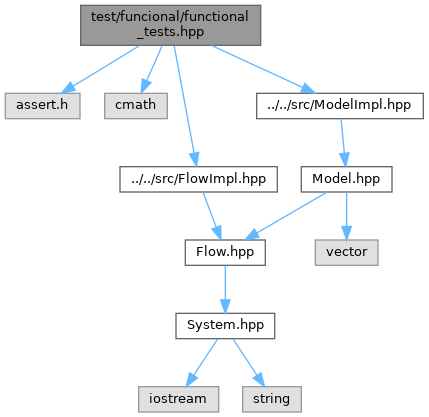 test/funcional/functional
_tests.hpp
assert.h
cmath
../../src/ModelImpl.hpp
../../src/FlowImpl.hpp
Model.hpp
Flow.hpp
vector
System.hpp
iostream
string